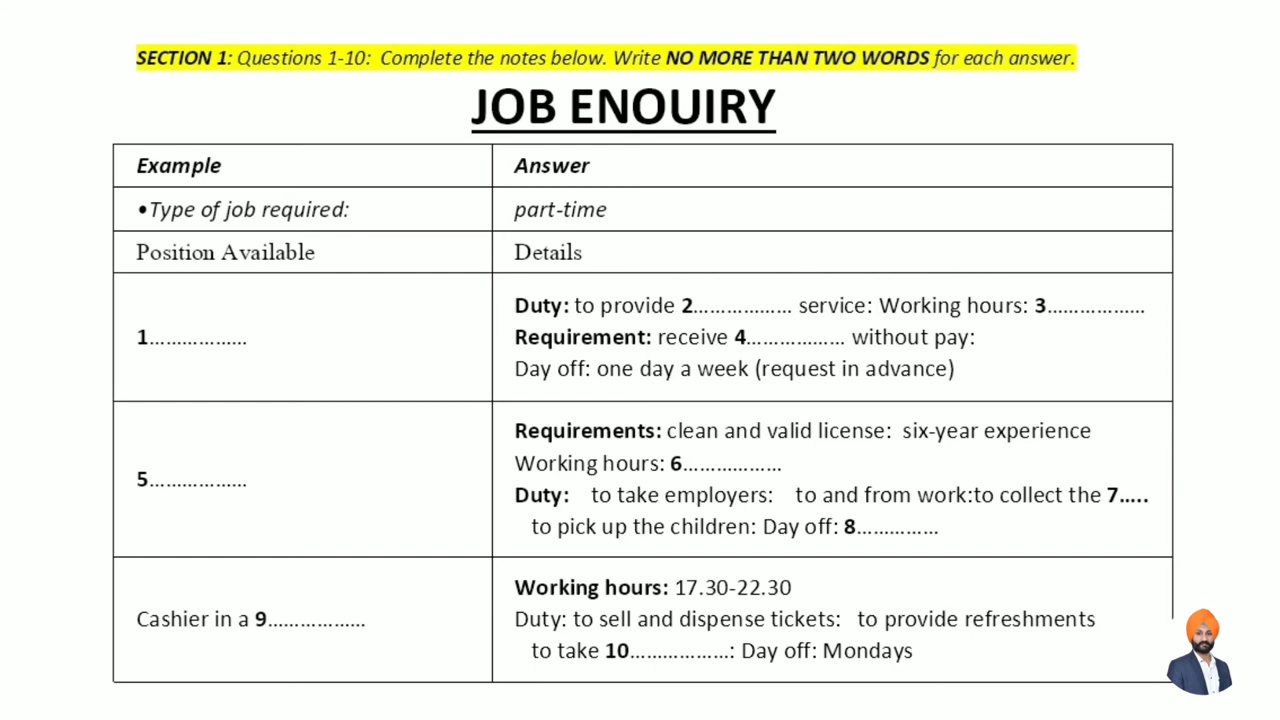 SECTION 1: Questions 1-10: Complete the notes below. Write NO MORE THAN TWO WORDS for each answer.
JOB ENOUIRY
Example
Answer
•Type of job required:
part-time
Position Available
Details
1………………
Duty: to provide 2……………… service: Working hours: 3………………
Requirement: receive 4……………… without pay:
Day off: one day a week (request in advance)
5………………
Requirements: clean and valid license: six-year experience
Working hours: 6………………
Duty: to take employers: to and from work:to collect the 7…..
to pick up the children: Day off: 8……………
Cashier in a 9………………
Working hours: 17.30-22.30
Duty: to sell and dispense tickets: to provide refreshments
to take 10………………: Day off: Mondays